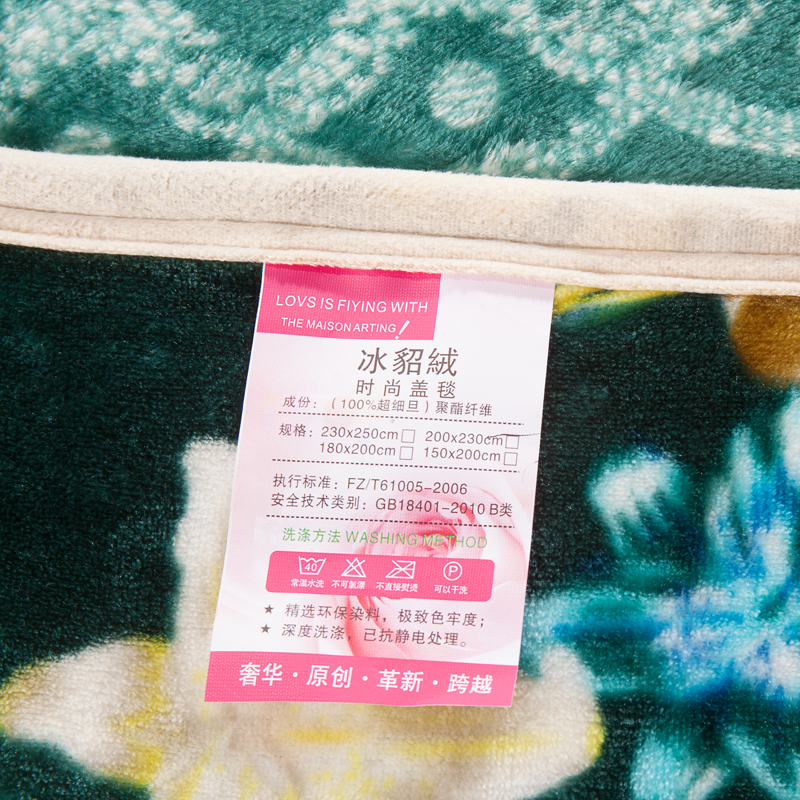 LOVS IS FIYING WITH
THE MAISON ARTING!
冰貂絨
时尚盖毯
成份：（100%超细旦）聚酯纤维
规格：230x250cm□ 200x230cm□
180x200cm□ 150x200cm□
执行标准：FZ/T61005-2006
安全技术类别：GB18401-2010 B类
洗涤方法 WASHING METHOD
40 P
常温水洗 不可氯漂 不直接熨烫 可以干洗
★ 精选环保染料，极致色牢度；
★ 深度洗涤，已抗静电处理。
奢华·原创·革新·跨越